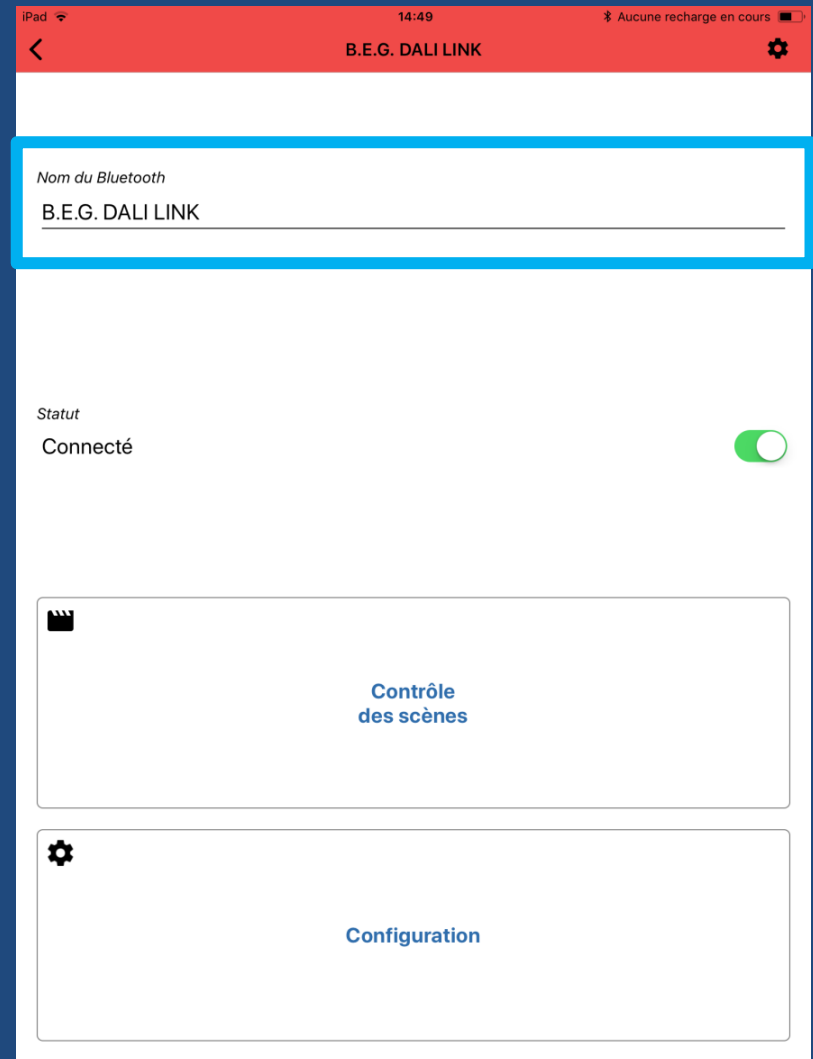 iPad 14:49 Aucune recharge en cours
B.E.G. DALI LINK
Nom du Bluetooth
B.E.G. DALI LINK
Statut
Connecté
Contrôle
des scènes
Configuration